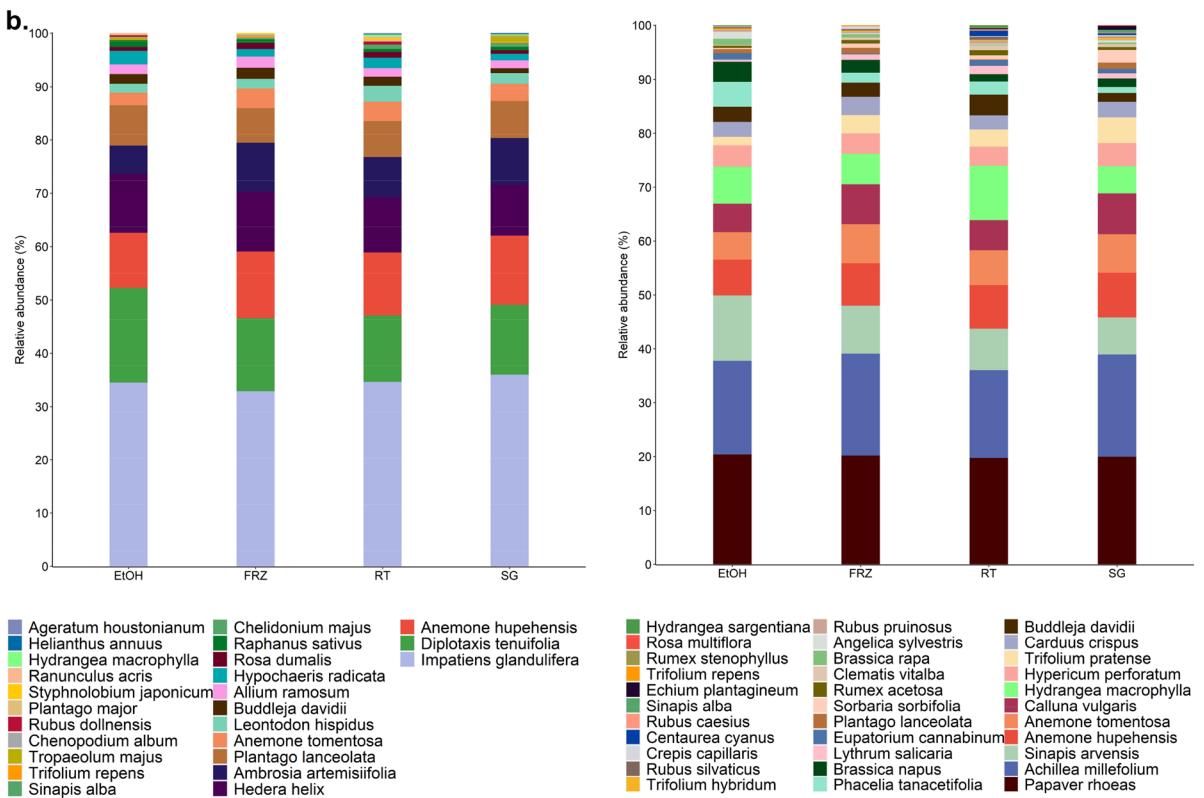 b.
100
90
80
70
60
50
40
30
20
10
0
Relative abundance (%)
EtOH FRZ RT SG
Ageratum houstonianum
Helianthus annuus
Hydrangea macrophylla
Ranunculus acris
Styphnolobium japonicum
Plantago major
Rubus dollnensis
Chenopodium album
Tropaeolum majus
Trifolium repens
Sinapis alba
Chelidonium majus
Raphanus sativus
Rosa dumalis
Hypochaeris radicata
Allium ramosum
Buddleja davidii
Leontodon hispidus
Anemone tomentosa
Plantago lanceolata
Ambrosia artemisiifolia
Hedera helix
Anemone hupehensis
Diplotaxis tenuifolia
Impatiens glandulifera
100
90
80
70
60
50
40
30
20
10
0
Relative abundance (%)
EtOH FRZ RT SG
Hydrangea sargentiana
Rosa multiflora
Rumex stenophyllus
Trifolium repens
Echium plantagineum
Sinapis alba
Rubus caesius
Centaurea cyanus
Crepis capillaris
Rubus silvaticus
Trifolium hybridum
Rubus pruinosus
Angelica sylvestris
Brassica rapa
Clematis vitalba
Rumex acetosa
Sorbaria sorbifolia
Plantago lanceolata
Eupatorium cannabinum
Lythrum salicaria
Brassica napus
Phacelia tanacetifolia
Buddleja davidii
Carduus crispus
Trifolium pratense
Hypericum perforatum
Hydrangea macrophylla
Calluna vulgaris
Anemone tomentosa
Anemone hupehensis
Sinapis arvensis
Achillea millefolium
Papaver rhoeas